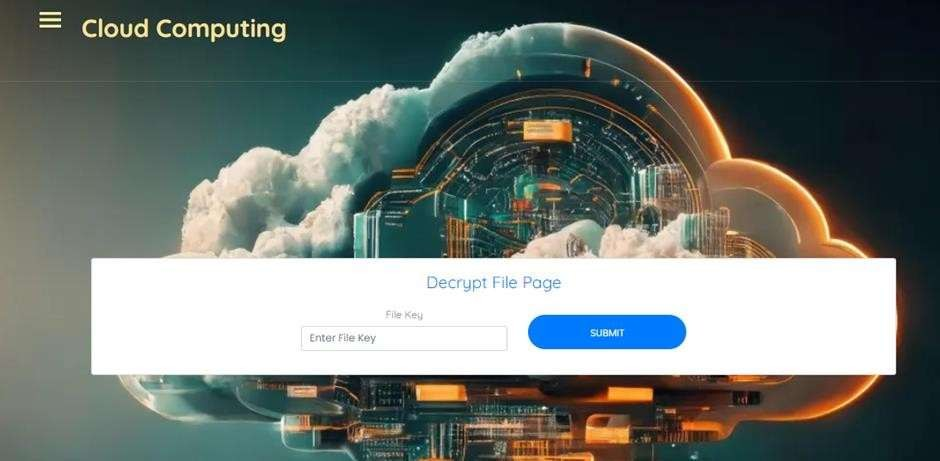 Cloud Computing
Decrypt File Page
File Key
Enter File Key
SUBMIT